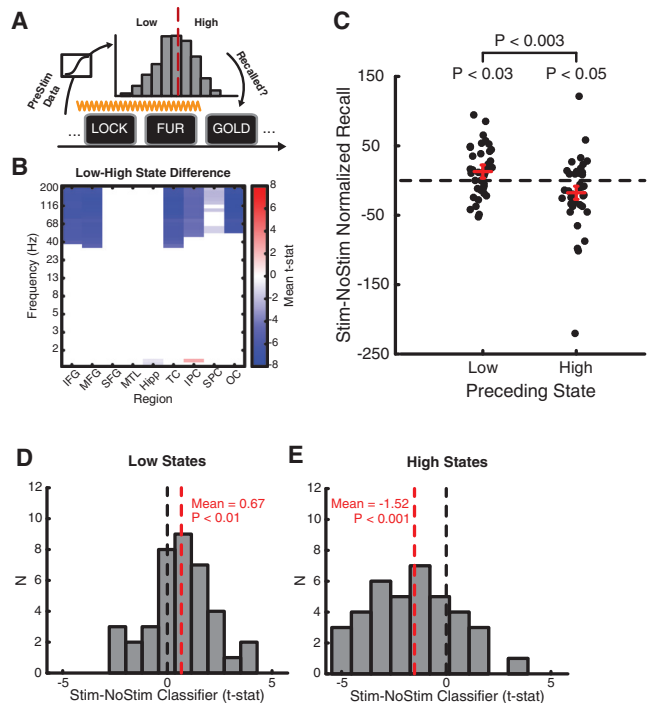 A
Low High
PreStim Data
Recalled?
... LOCK FUR GOLD ...
B
Low-High State Difference
Frequency (Hz)
200
116
68
40
23
13
8
5
3
2
IFG MFG SFG MTL Hipp TC IPC SPC OC
Region
8
6
4
2
0
-2
-4
-6
-8
Mean t-stat
C
P < 0.003
P < 0.03 P < 0.05
Stim-NoStim Normalized Recall
150
50
-50
-150
-250
Low High
Preceding State
D
Low States
Mean = 0.67
P < 0.01
N
12
10
8
6
4
2
0
-5 0 5
Stim-NoStim Classifier (t-stat)
E
High States
Mean = -1.52
P < 0.001
N
12
10
8
6
4
2
0
-5 0 5
Stim-NoStim Classifier (t-stat)